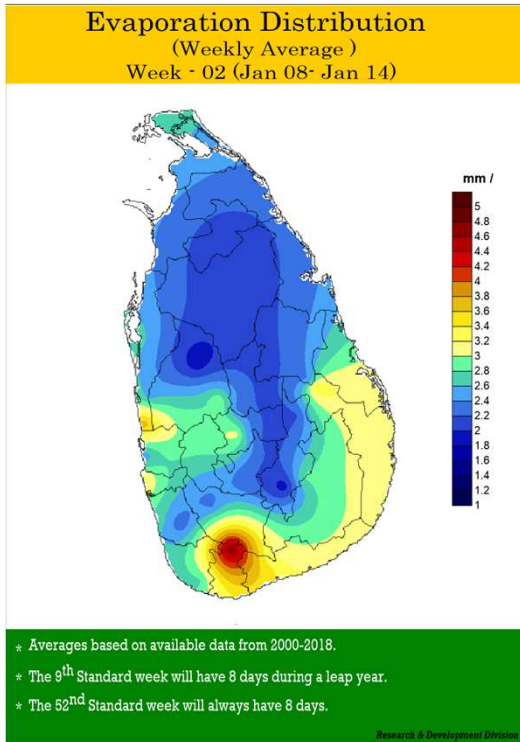 Evaporation Distribution
(Weekly Average )
Week - 02 (Jan 08- Jan 14)
mm /
5
4.8
4.6
4.4
4.2
4
3.8
3.6
3.4
3.2
3
2.8
2.6
2.4
2.2
2
1.8
1.6
1.4
1.2
1
* Averages based on available data from 2000-2018.
* The 9th Standard week will have 8 days during a leap year.
* The 52nd Standard week will always have 8 days.
Research & Development Division